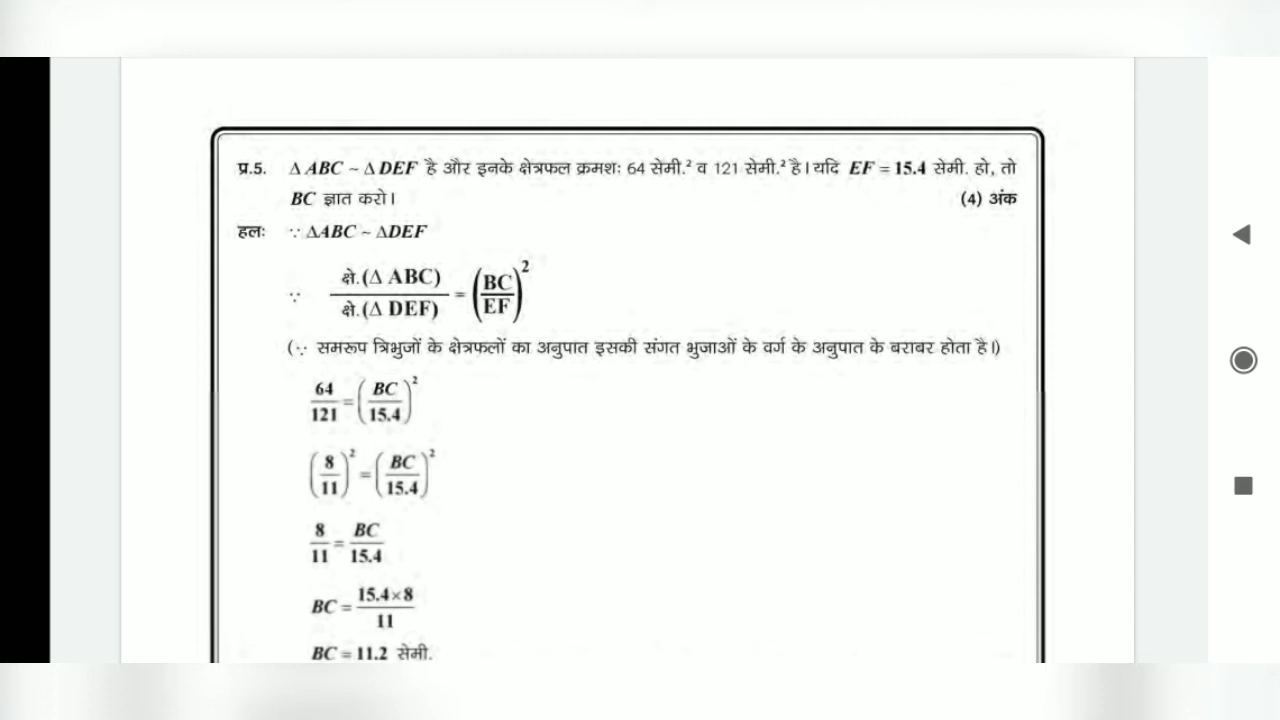 प्र.5. Δ ABC ~ Δ DEF है और इनके क्षेत्रफल क्रमशः 64 सेमी.² व 121 सेमी.² है। यदि EF = 15.4 सेमी. हो, तो
BC ज्ञात करो। (4) अंक
हलः ∵ ΔABC ~ ΔDEF
∵ क्षे.(Δ ABC) / क्षे.(Δ DEF) = (BC/EF)²
(∵ समरूप त्रिभुजों के क्षेत्रफलों का अनुपात इसकी संगत भुजाओं के वर्ग के अनुपात के बराबर होता है।)
64/121 = (BC/15.4)²
(8/11)² = (BC/15.4)²
8/11 = BC/15.4
BC = 15.4×8/11
BC = 11.2 सेमी.